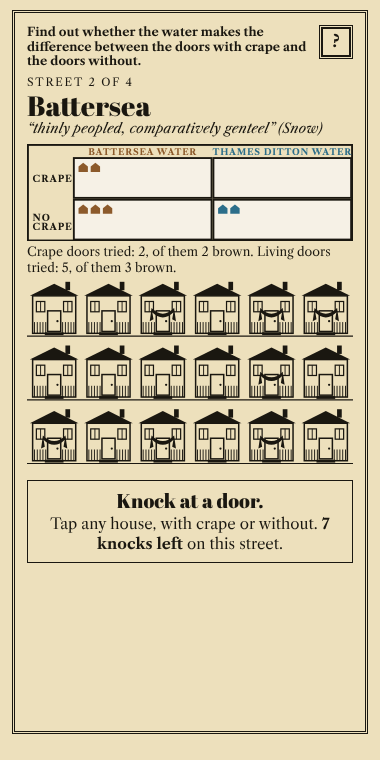 Find out whether the water makes the
difference between the doors with crape and
the doors without.
?
STREET 2 OF 4
Battersea
“thinly peopled, comparatively genteel” (Snow)
BATTERSEA WATER THAMES DITTON WATER
CRAPE
NO
CRAPE
Crape doors tried: 2, of them 2 brown. Living doors
tried: 5, of them 3 brown.
Knock at a door.
Tap any house, with crape or without. 7
knocks left on this street.